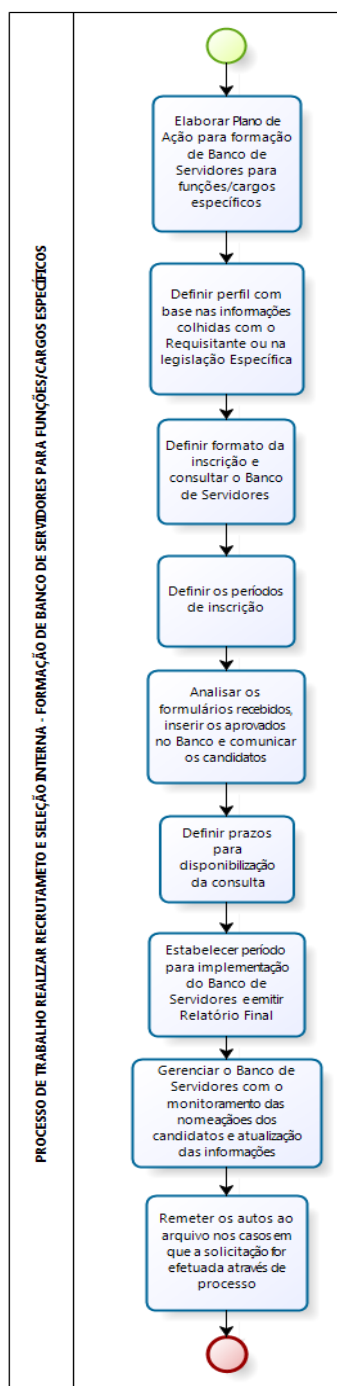 PROCESSO DE TRABALHO REALIZAR RECRUTAMETO E SELEÇÃO INTERNA - FORMAÇÃO DE BANCO DE SERVIDORES PARA FUNÇÕES/CARGOS ESPECÍFICOS
Elaborar Plano de
Ação para formação
de Banco de
Servidores para
funções/cargos
específicos
Definir perfil com
base nas informações
colhidas com o
Requisitante ou na
legislação Específica
Definir formato da
inscrição e
consultar o Banco
de Servidores
Definir os períodos
de inscrição
Analisar os
formulários recebidos,
inserir os aprovados
no Banco e comunicar
os candidatos
Definir prazos
para
disponibilização
da consulta
Estabelecer período
para implementação
do Banco de
Servidores e emitir
Relatório Final
Gerenciar o Banco de
Servidores com o
monitoramento das
nomeaçãoes dos
candidatos e atualização
das informações
Remeter os autos ao
arquivo nos casos em
que a solicitação for
efetuada através de
processo